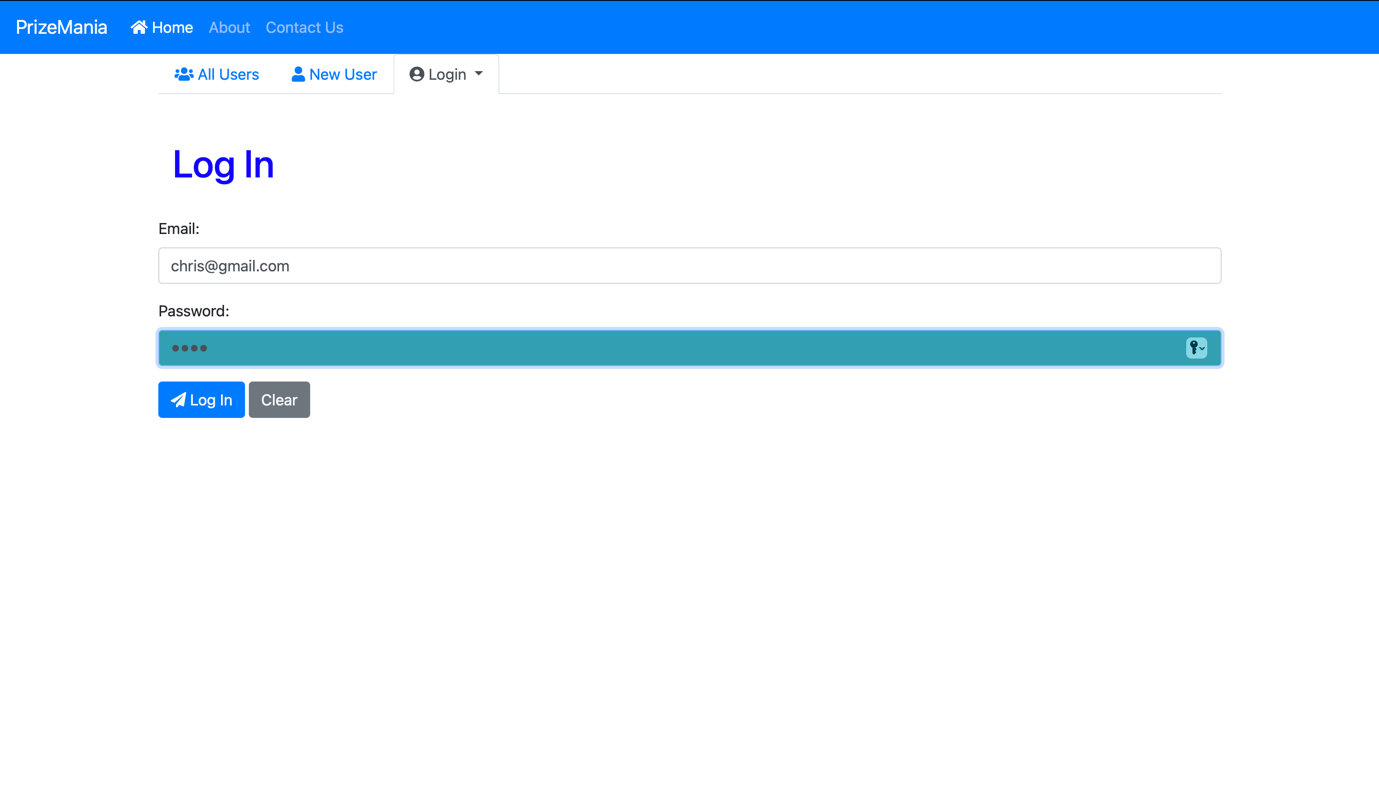 PrizeMania Home About Contact Us
All Users New User Login
Log In
Email:
chris@gmail.com
Password:
••••
Log In Clear